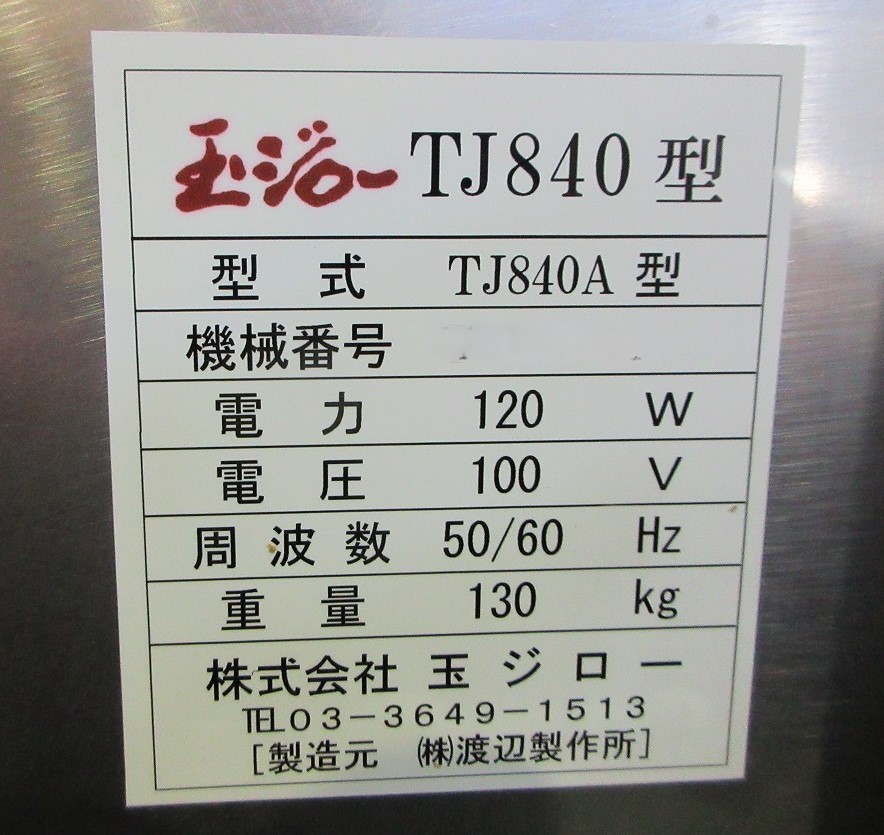 玉ジロー TJ840 型
型式 TJ840A 型
機械番号
電力 120 W
電圧 100 V
周波数 50/60 Hz
重量 130 kg
株式会社 玉ジロー
℡03-3649-1513
[製造元 ㈱渡辺製作所]